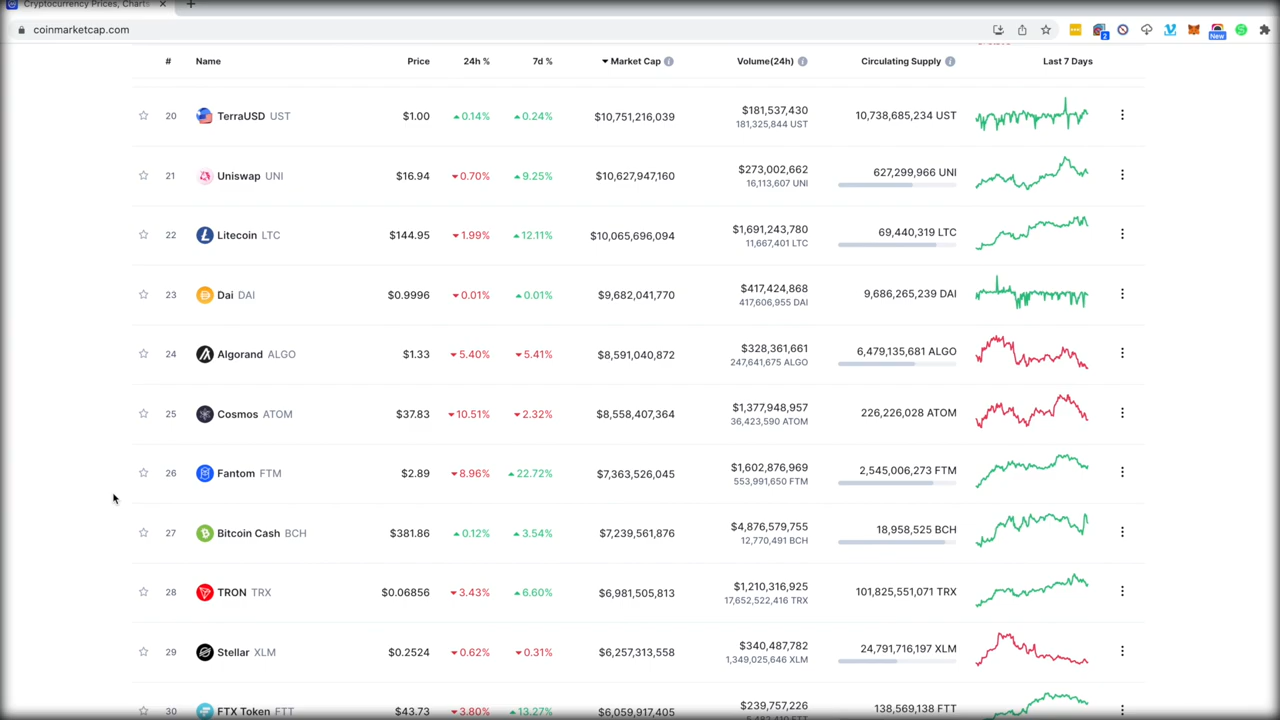 Cryptocurrency Prices, Charts
coinmarketcap.com
2
New
# Name Price 24h % 7d % Market Cap Volume(24h) Circulating Supply Last 7 Days
20 TerraUSD UST $1.00 0.14% 0.24% $10,751,216,039 $181,537,430 10,738,685,234 UST
181,325,844 UST
21 Uniswap UNI $16.94 0.70% 9.25% $10,627,947,160 $273,002,662 627,299,966 UNI
16,113,607 UNI
22 Litecoin LTC $144.95 1.99% 12.11% $10,065,696,094 $1,691,243,780 69,440,319 LTC
11,667,401 LTC
23 Dai DAI $0.9996 0.01% 0.01% $9,682,041,770 $417,424,868 9,686,265,239 DAI
417,606,955 DAI
24 Algorand ALGO $1.33 5.40% 5.41% $8,591,040,872 $328,361,661 6,479,135,681 ALGO
247,641,675 ALGO
25 Cosmos ATOM $37.83 10.51% 2.32% $8,558,407,364 $1,377,948,957 226,226,028 ATOM
36,423,590 ATOM
26 Fantom FTM $2.89 8.96% 22.72% $7,363,526,045 $1,602,876,969 2,545,006,273 FTM
553,991,650 FTM
27 Bitcoin Cash BCH $381.86 0.12% 3.54% $7,239,561,876 $4,876,579,755 18,958,525 BCH
12,770,491 BCH
28 TRON TRX $0.06856 3.43% 6.60% $6,981,505,813 $1,210,316,925 101,825,551,071 TRX
17,652,522,416 TRX
29 Stellar XLM $0.2524 0.62% 0.31% $6,257,313,558 $340,487,782 24,791,716,197 XLM
1,349,025,646 XLM
30 FTX Token FTT $43.73 3.80% 13.27% $6,059,917,405 $239,757,226 138,569,138 FTT